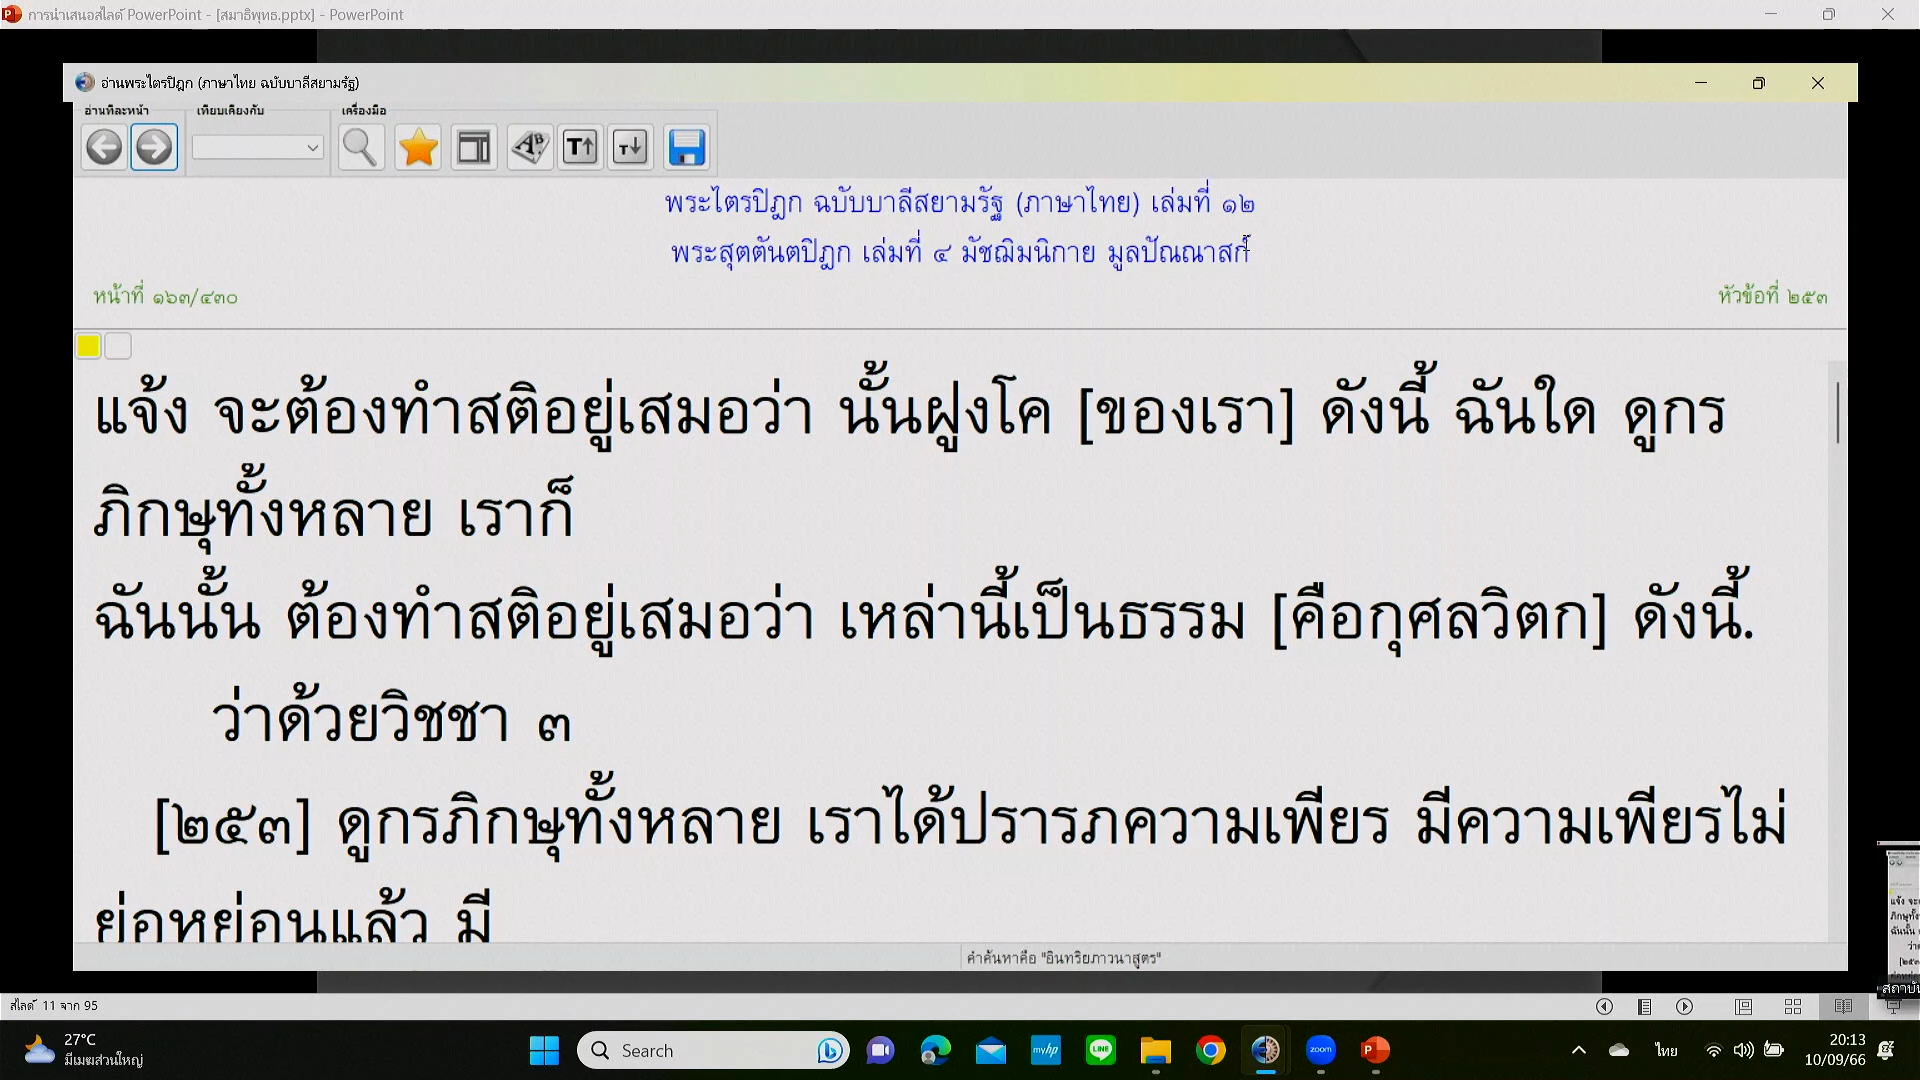 การนำเสนอสไลด์ PowerPoint - [สมาธิพุทธ.pptx] - PowerPoint
อ่านพระไตรปิฎก (ภาษาไทย ฉบับบาลีสยามรัฐ)
อ่านทีละหน้า เทียบเคียงกับ เครื่องมือ
พระไตรปิฎก ฉบับบาลีสยามรัฐ (ภาษาไทย) เล่มที่ ๑๒
พระสุตตันตปิฎก เล่มที่ ๔ มัชฌิมนิกาย มูลปัณณาสก์
หน้าที่ ๑๖๓/๔๓๐ หัวข้อที่ ๒๕๓
แจ้ง จะต้องทำสติอยู่เสมอว่า นั้นฝูงโค [ของเรา] ดังนี้ ฉันใด ดูกร
ภิกษุทั้งหลาย เราก็
ฉันนั้น ต้องทำสติอยู่เสมอว่า เหล่านี้เป็นธรรม [คือกุศลวิตก] ดังนี้.
ว่าด้วยวิชชา ๓
[๒๕๓] ดูกรภิกษุทั้งหลาย เราได้ปรารภความเพียร มีความเพียรไม่
ย่อหย่อนแล้ว มี
คำค้นหาคือ "อินทริยภาวนาสูตร"
สไลด์ 11 จาก 95
27°C
มีเมฆส่วนใหญ่
Search
myhp
LINE
zoom
ไทย
20:13
10/09/66